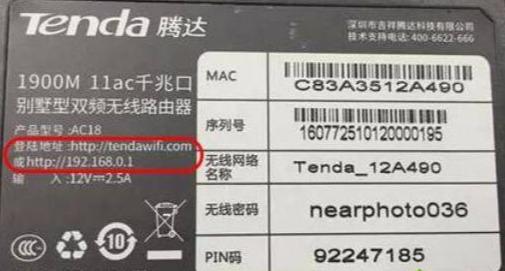 Tenda 腾达
深圳市吉祥腾达科技有限公司
技术支持电话: 400-6622-666
1900M 11ac千兆口
别墅型双频无线路由器
产品型号:AC18
登陆地址:http://tendawifi.com
或http://192.168.0.1
输 入:12V⎓2.5A
10
MAC
C83A3512A490
序列号
160772510120000195
无线网络
名称
Tenda_12A490
无线密码
nearphoto036
PIN码
92247185